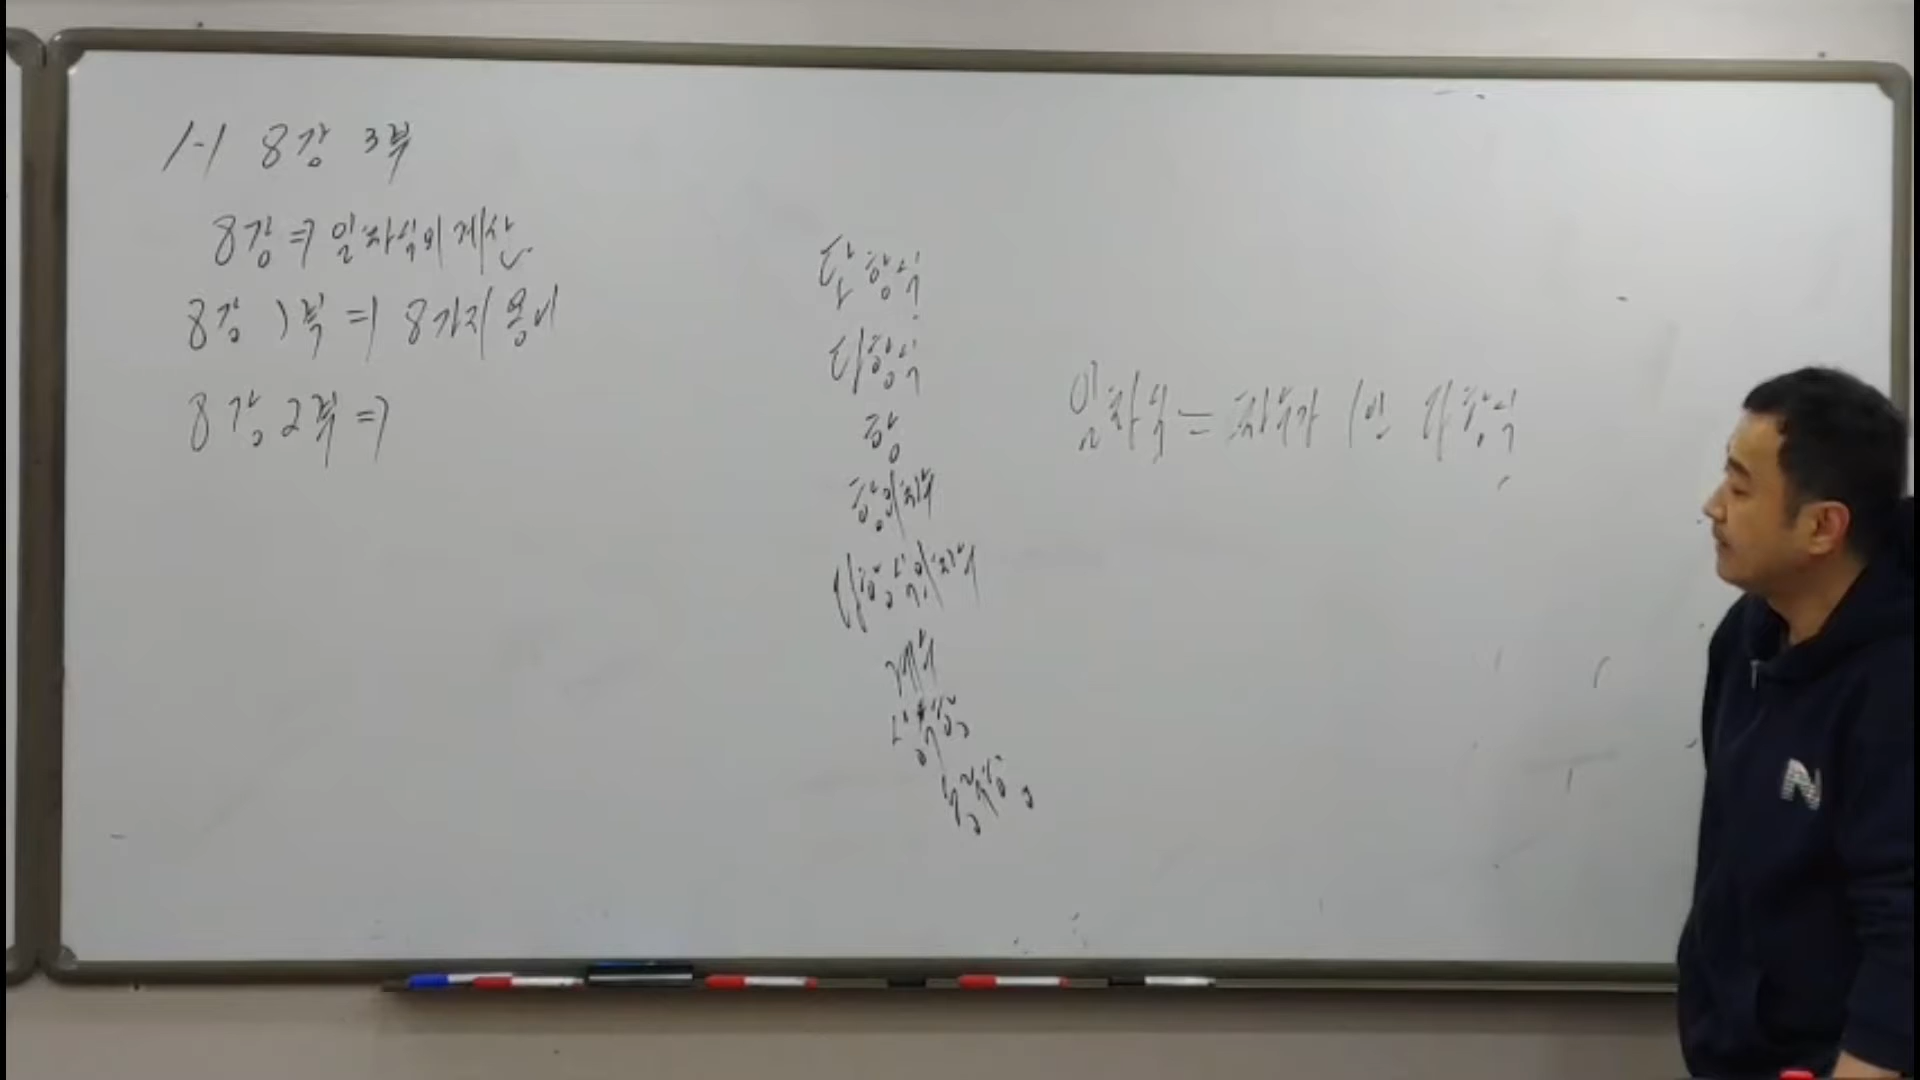 1-1 8강 3부
8강 ⇒ 일차식의 계산
8강 1부 ⇒ 8가지 용어
8강 2부 ⇒
단항식
다항식
항
항의차수
다항식의차수
계수
상수항
동류항
일차식 = 차수가 1인 다항식
N